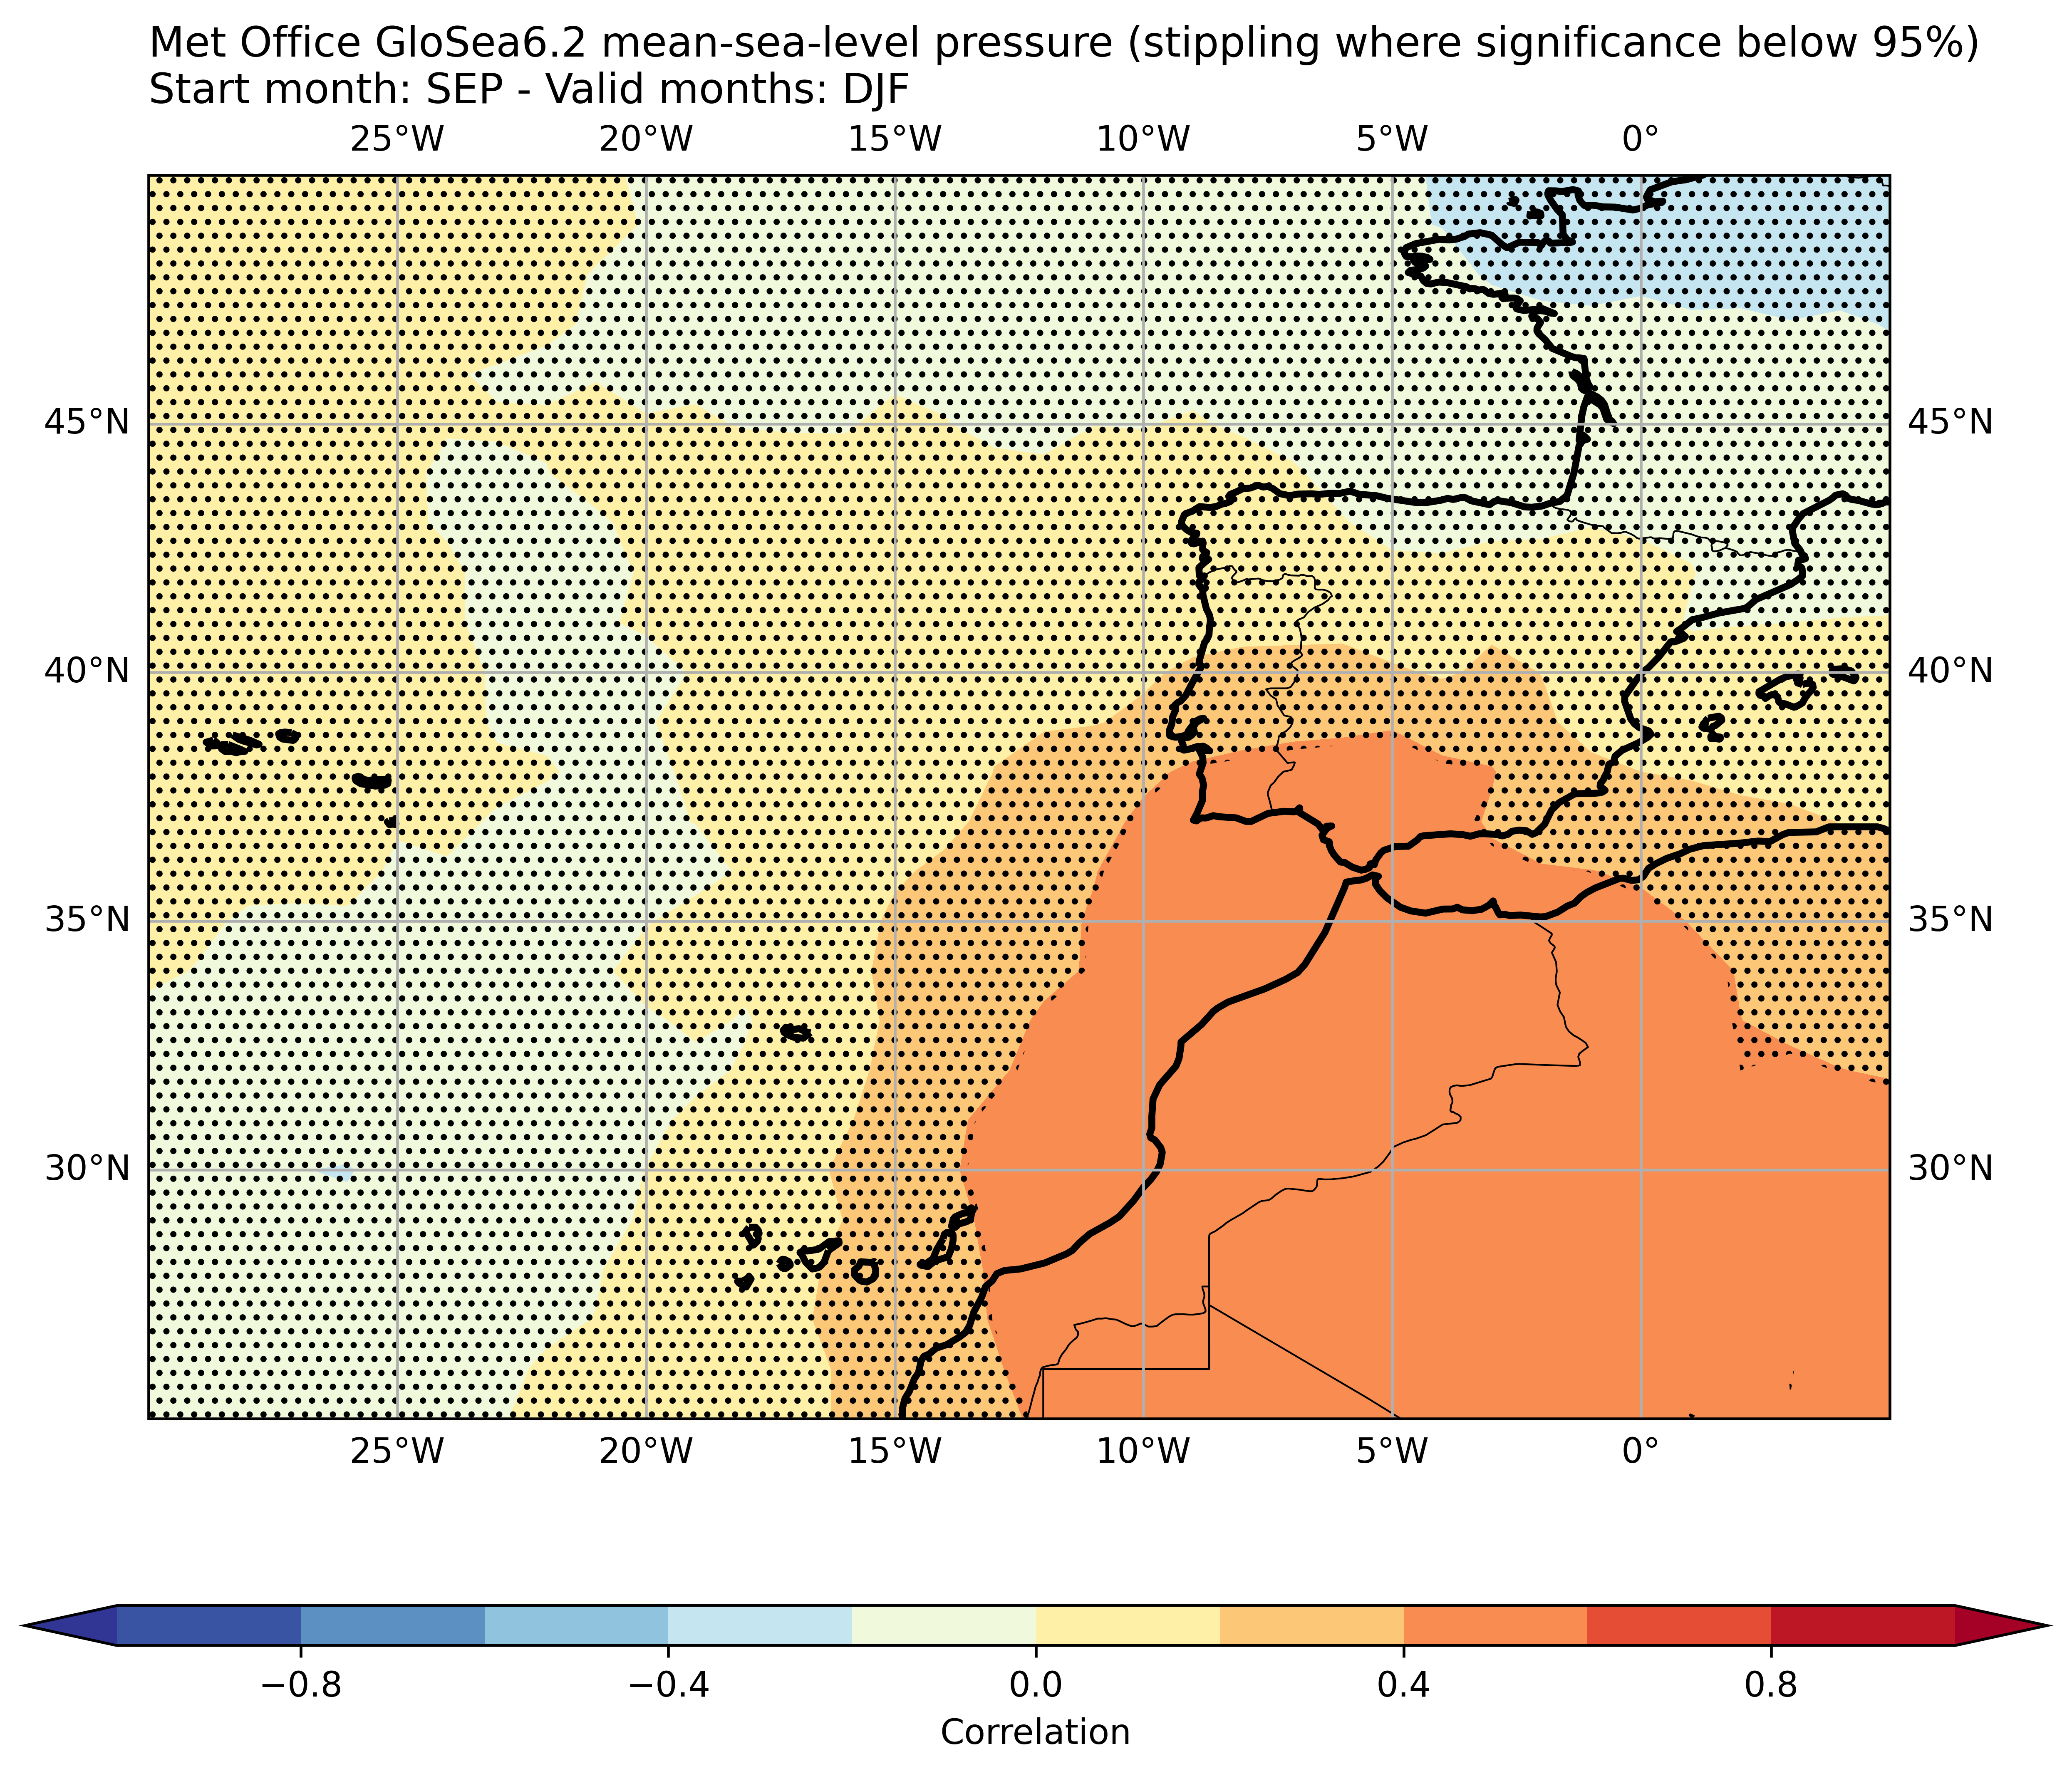 Met Office GloSea6.2 mean-sea-level pressure (stippling where significance below 95%)
Start month: SEP - Valid months: DJF
25°W 20°W 15°W 10°W 5°W 0°
45°N 45°N
40°N 40°N
35°N 35°N
30°N 30°N
25°W 20°W 15°W 10°W 5°W 0°
−0.8 −0.4 0.0 0.4 0.8
Correlation